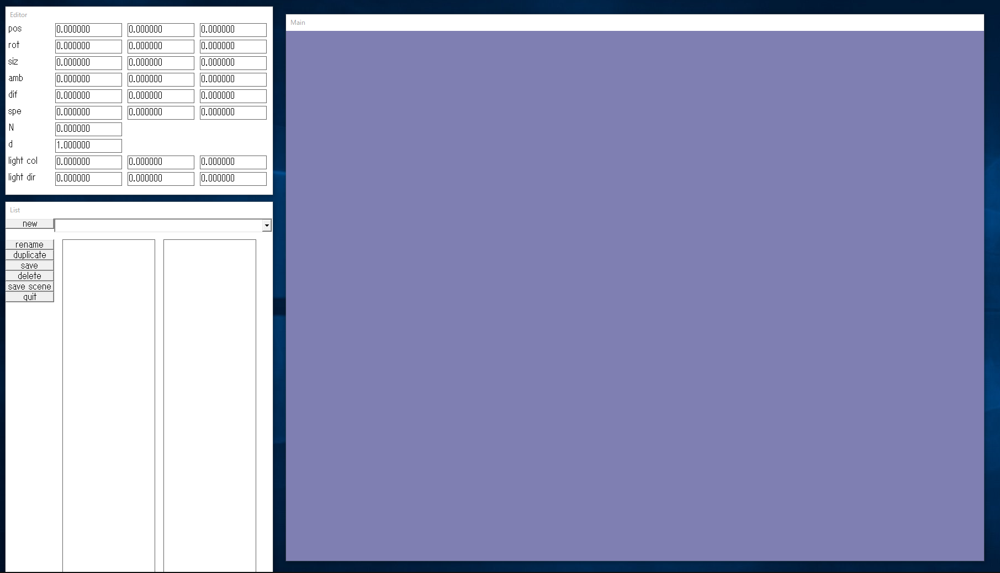 Editor
pos 0.000000 0.000000 0.000000
rot 0.000000 0.000000 0.000000
siz 0.000000 0.000000 0.000000
amb 0.000000 0.000000 0.000000
dif 0.000000 0.000000 0.000000
spe 0.000000 0.000000 0.000000
N 0.000000
d 1.000000
light col 0.000000 0.000000 0.000000
light dir 0.000000 0.000000 0.000000
List
new
rename
duplicate
save
delete
save scene
quit
Main